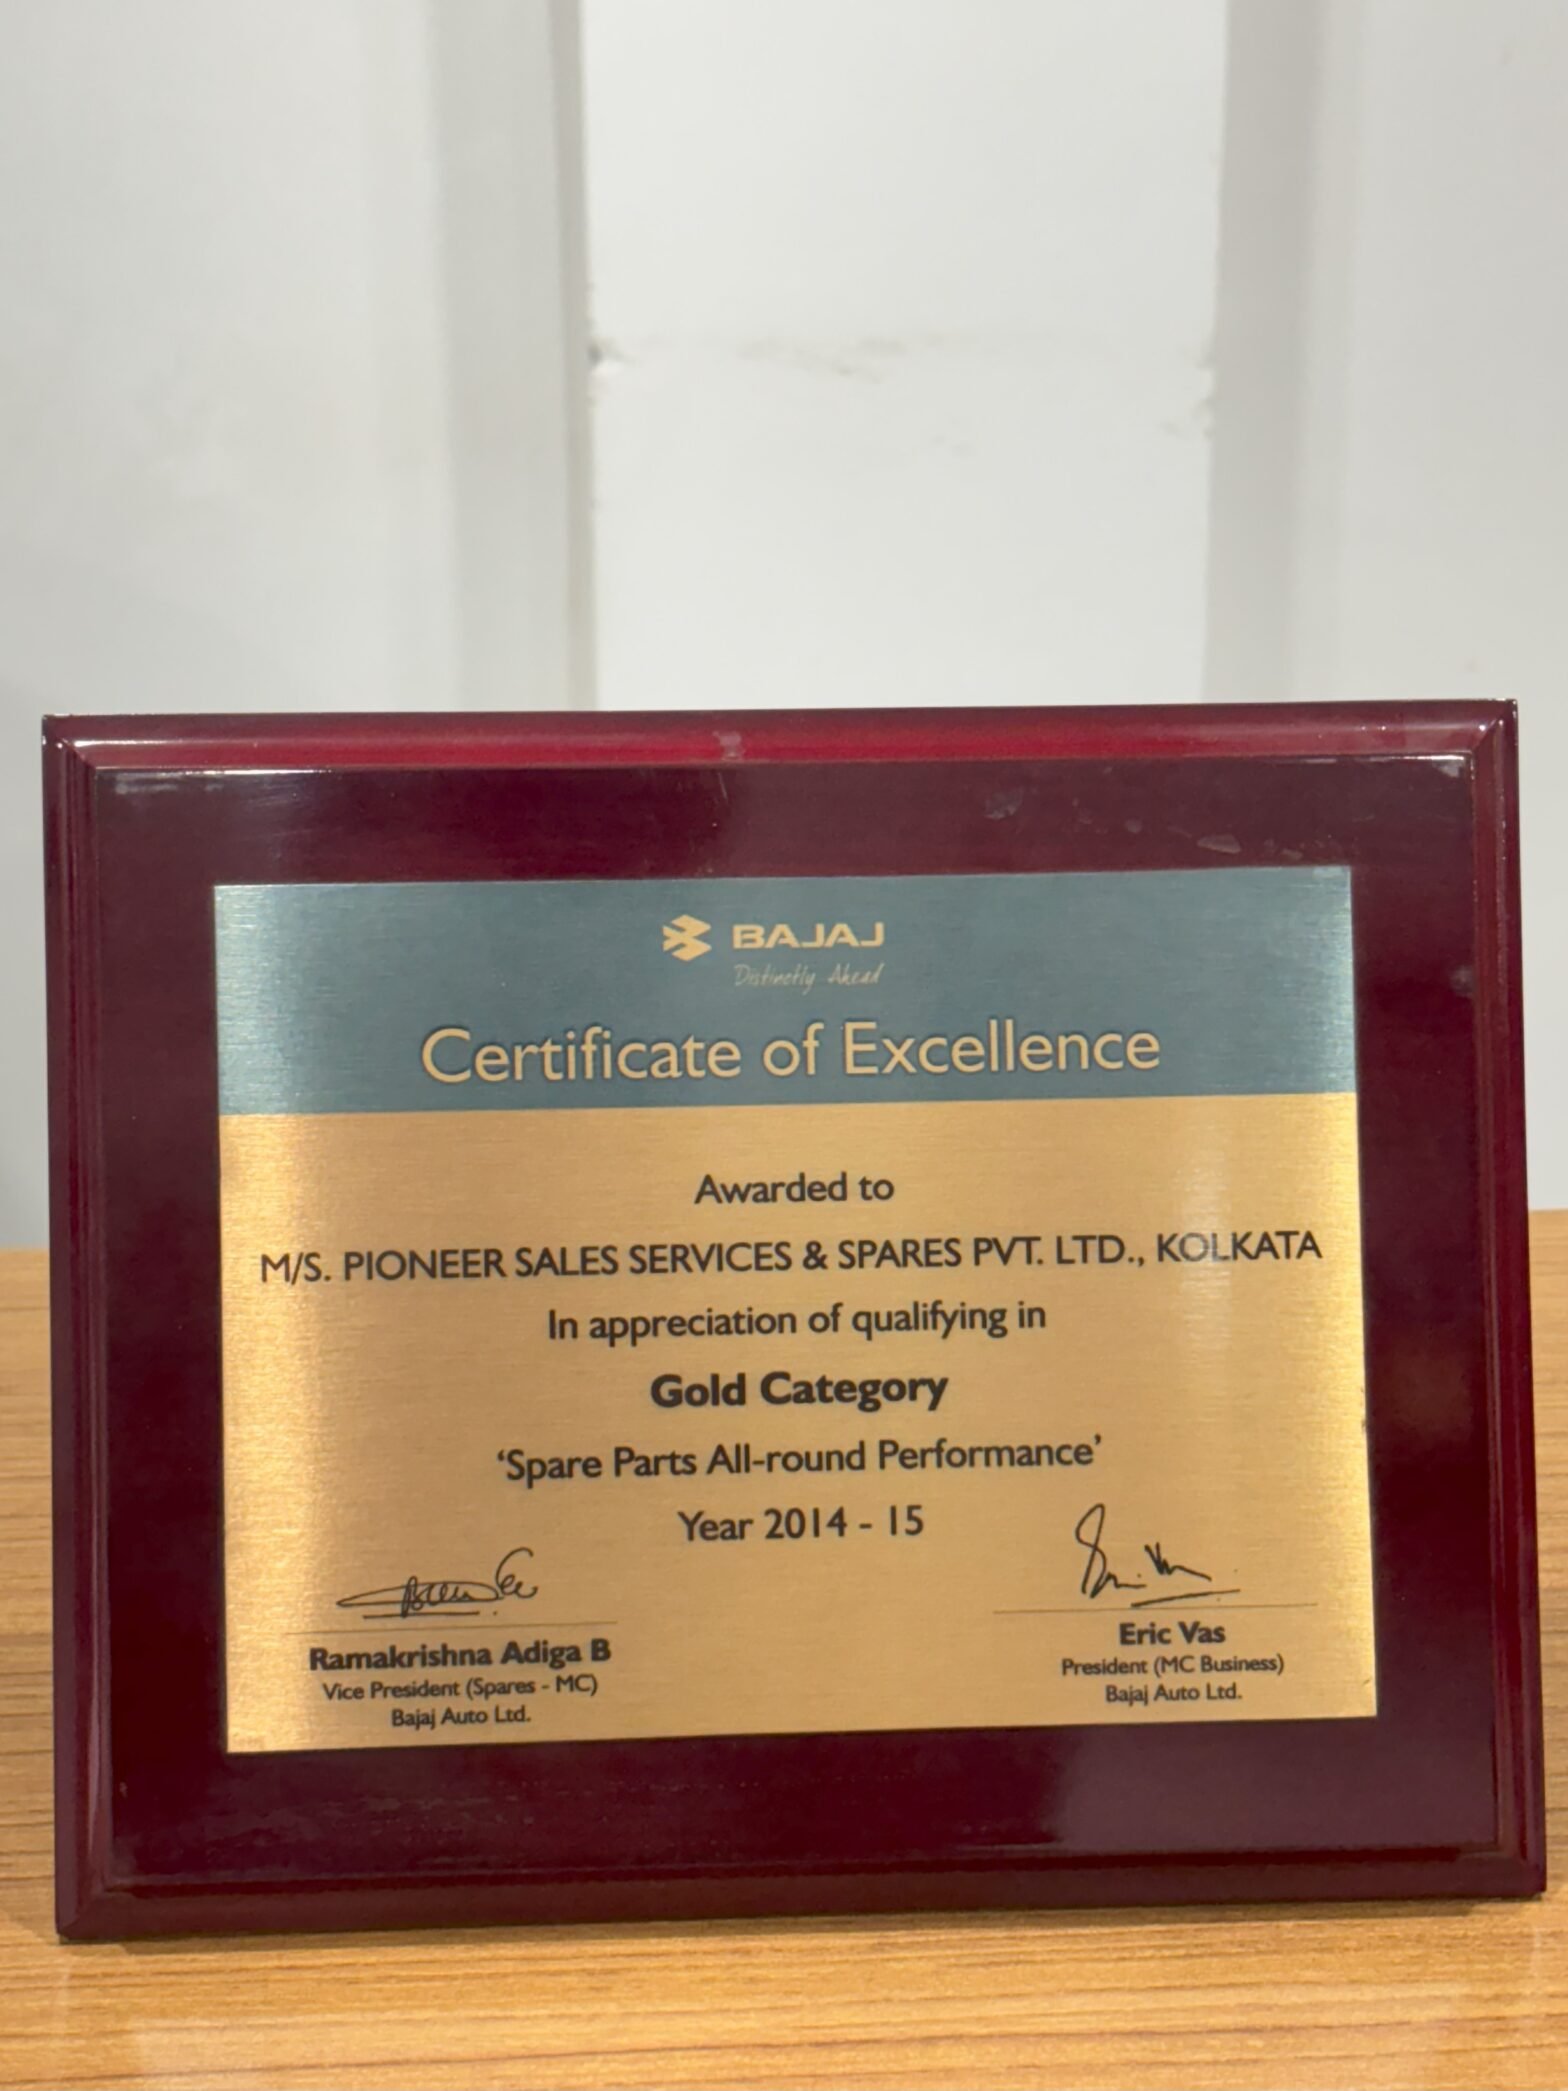 BAJAJ
Distinctly Ahead
Certificate of Excellence
Awarded to
M/S. PIONEER SALES SERVICES & SPARES PVT. LTD., KOLKATA
In appreciation of qualifying in
Gold Category
‘Spare Parts All-round Performance’
Year 2014 - 15
Ramakrishna Adiga B
Vice President (Spares - MC)
Bajaj Auto Ltd.
Eric Vas
President (MC Business)
Bajaj Auto Ltd.